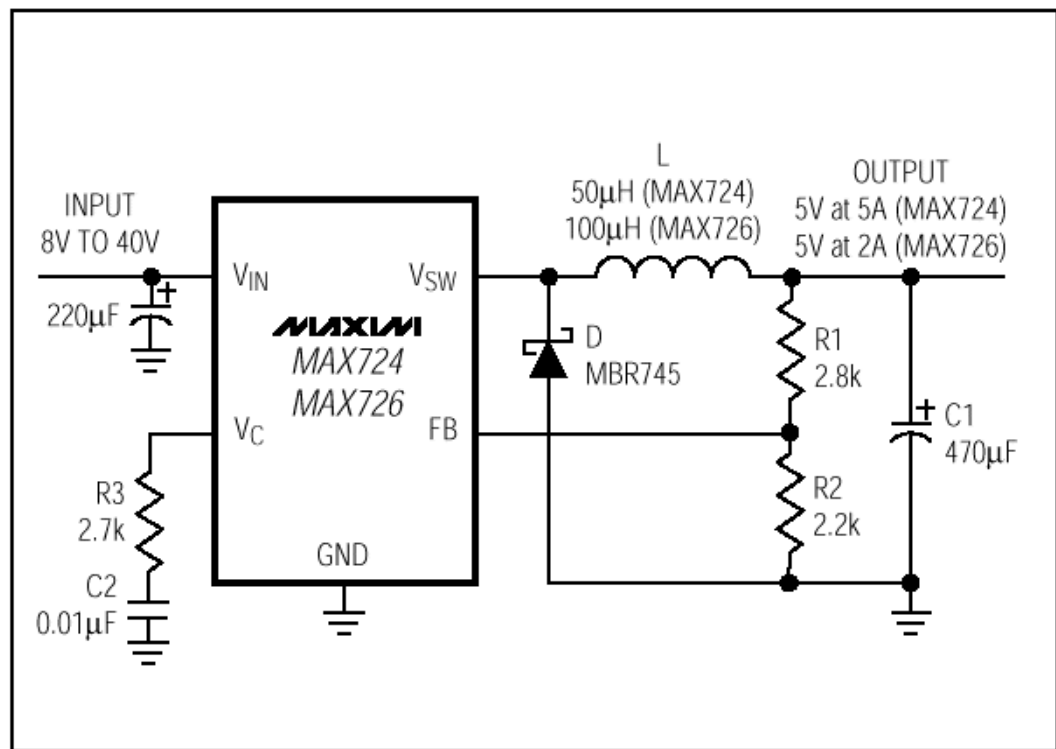 INPUT
8V TO 40V
220µF
+
VIN
VSW
MAXIM
MAX724
MAX726
VC
FB
GND
R3
2.7k
C2
0.01µF
L
50µH (MAX724)
100µH (MAX726)
D
MBR745
OUTPUT
5V at 5A (MAX724)
5V at 2A (MAX726)
R1
2.8k
R2
2.2k
+
C1
470µF